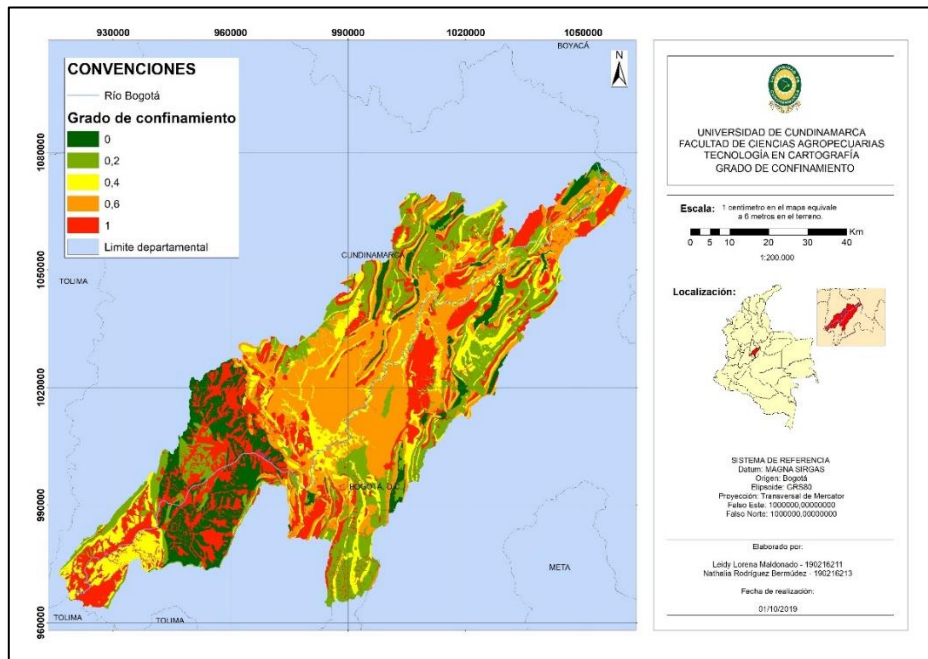 930000 960000 990000 1020000 1050000
BOYACÁ
CONVENCIONES
Río Bogotá
Grado de confinamiento
0
0,2
0,4
0,6
1
Limite departamental
1080000
1050000
1020000
990000
960000
CUNDINAMARCA
TOLIMA
BOGOTÁ, D.C.
META
TOLIMA
TOLIMA
N
UNIVERSIDAD DE CUNDINAMARCA
FACULTAD DE CIENCIAS AGROPECUARIAS
TECNOLOGÍA EN CARTOGRAFÍA
GRADO DE CONFINAMIENTO
Escala: 1 centimetro en el mapa equivale
a 6 metros en el terreno.
Km
0 5 10 20 30 40
1:200.000
Localización:
SISTEMA DE REFERENCIA
Datum: MAGNA SIRGAS
Origen: Bogotá
Elipsoide: GRS80
Proyección: Transversal de Mercator
Falso Este: 1000000,00000000
Falso Norte: 1000000,00000000
Elaborado por:
Leidy Lorena Maldonado - 190216211
Nathalia Rodríguez Bermúdez - 190216213
Fecha de realización:
01/10/2019